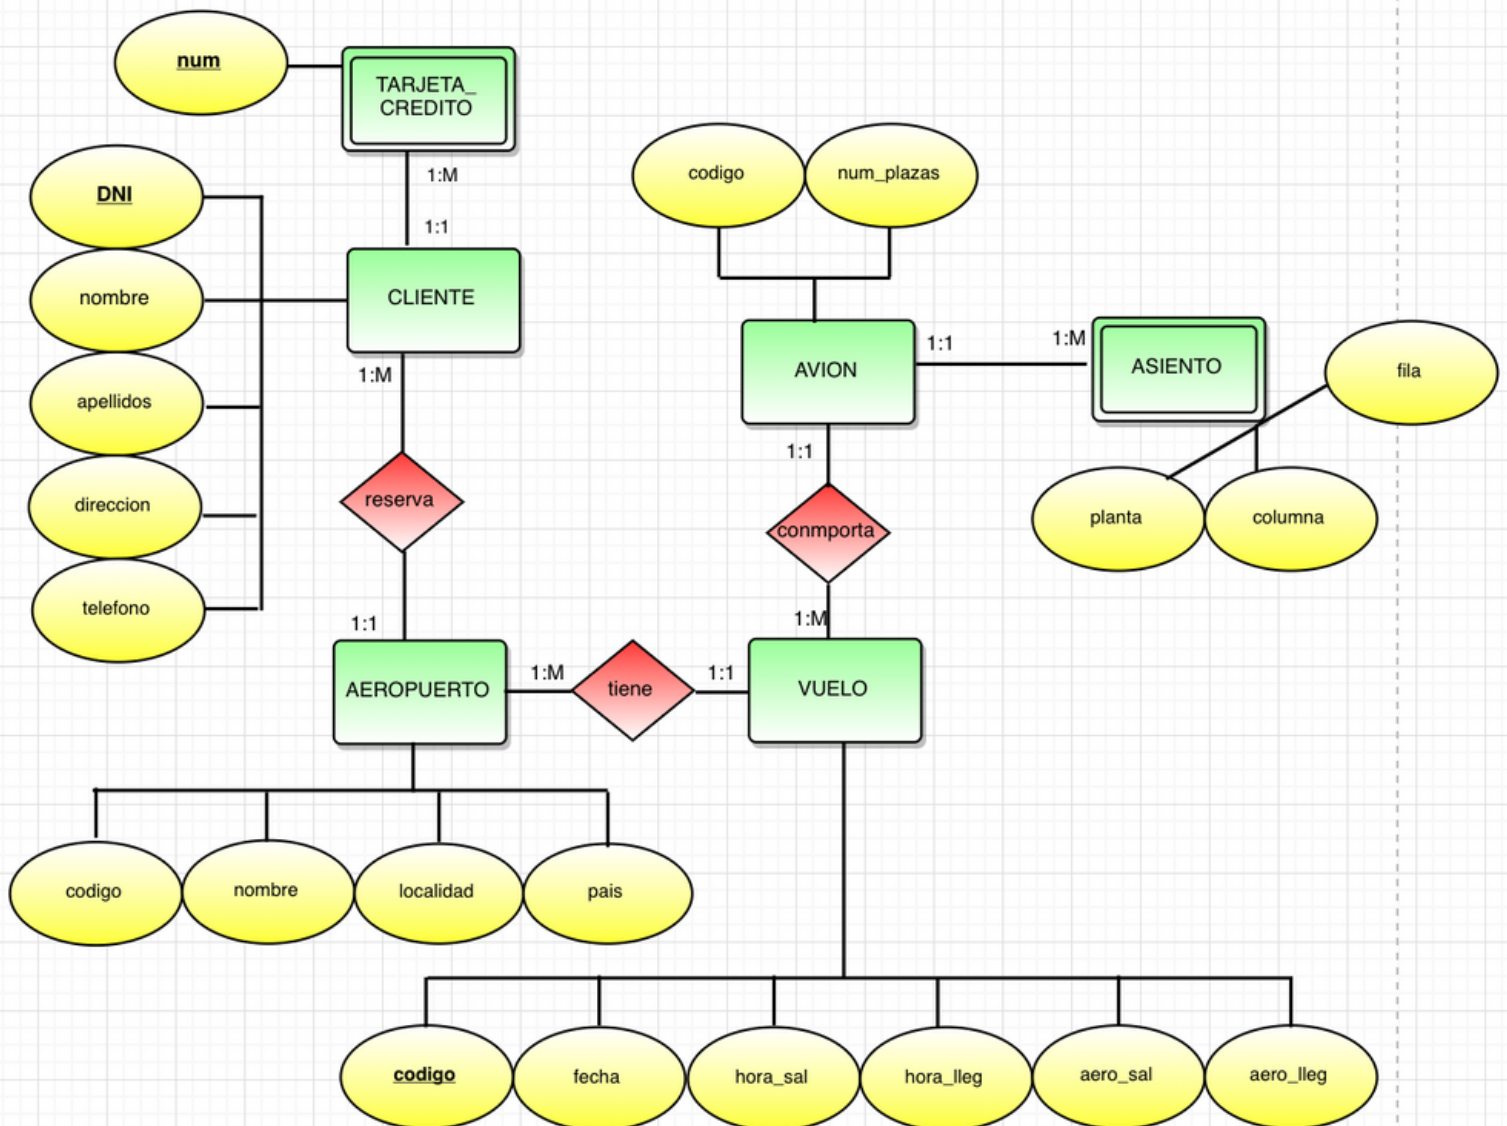 num
TARJETA_
CREDITO
1:M
codigo
num_plazas
DNI
1:1
nombre
CLIENTE
1:1
1:M
AVION
ASIENTO
fila
1:M
apellidos
1:1
reserva
direccion
conmporta
planta
columna
telefono
1:1
1:M
AEROPUERTO
1:M
tiene
1:1
VUELO
codigo
nombre
localidad
pais
codigo
fecha
hora_sal
hora_lleg
aero_sal
aero_lleg